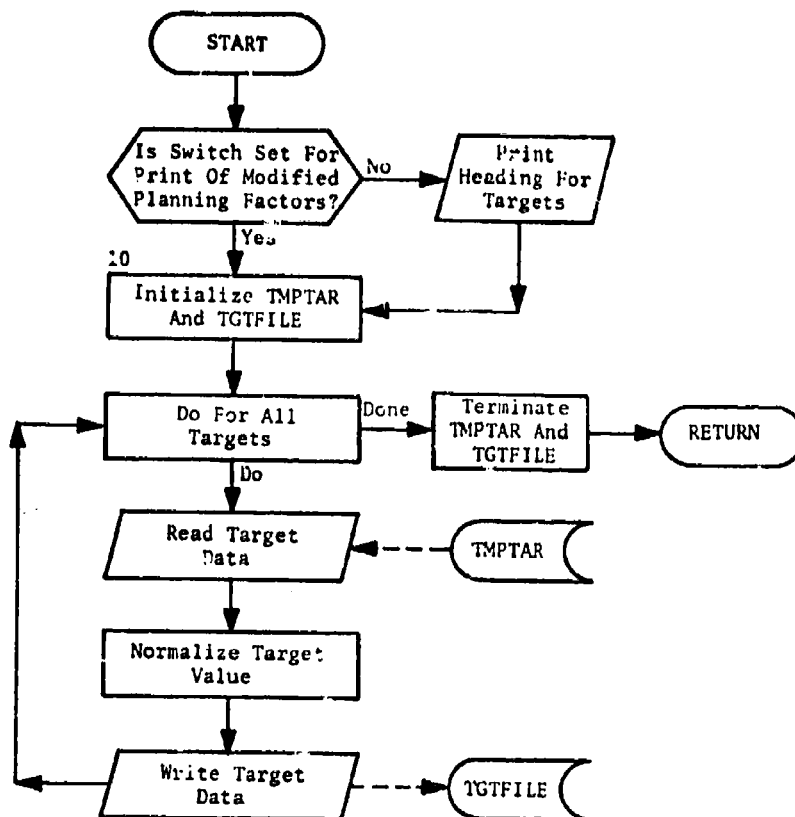 START
Is Switch Set For
Print Of Modified
Planning Factors?
No
Print
Heading For
Targets
Yes
10
Initialize TMPTAR
And TGTFILE
Do For All
Targets
Done
Terminate
TMPTAR And
TGTFILE
RETURN
Do
Read Target
Data
TMPTAR
Normalize Target
Value
Write Target
Data
TGTFILE